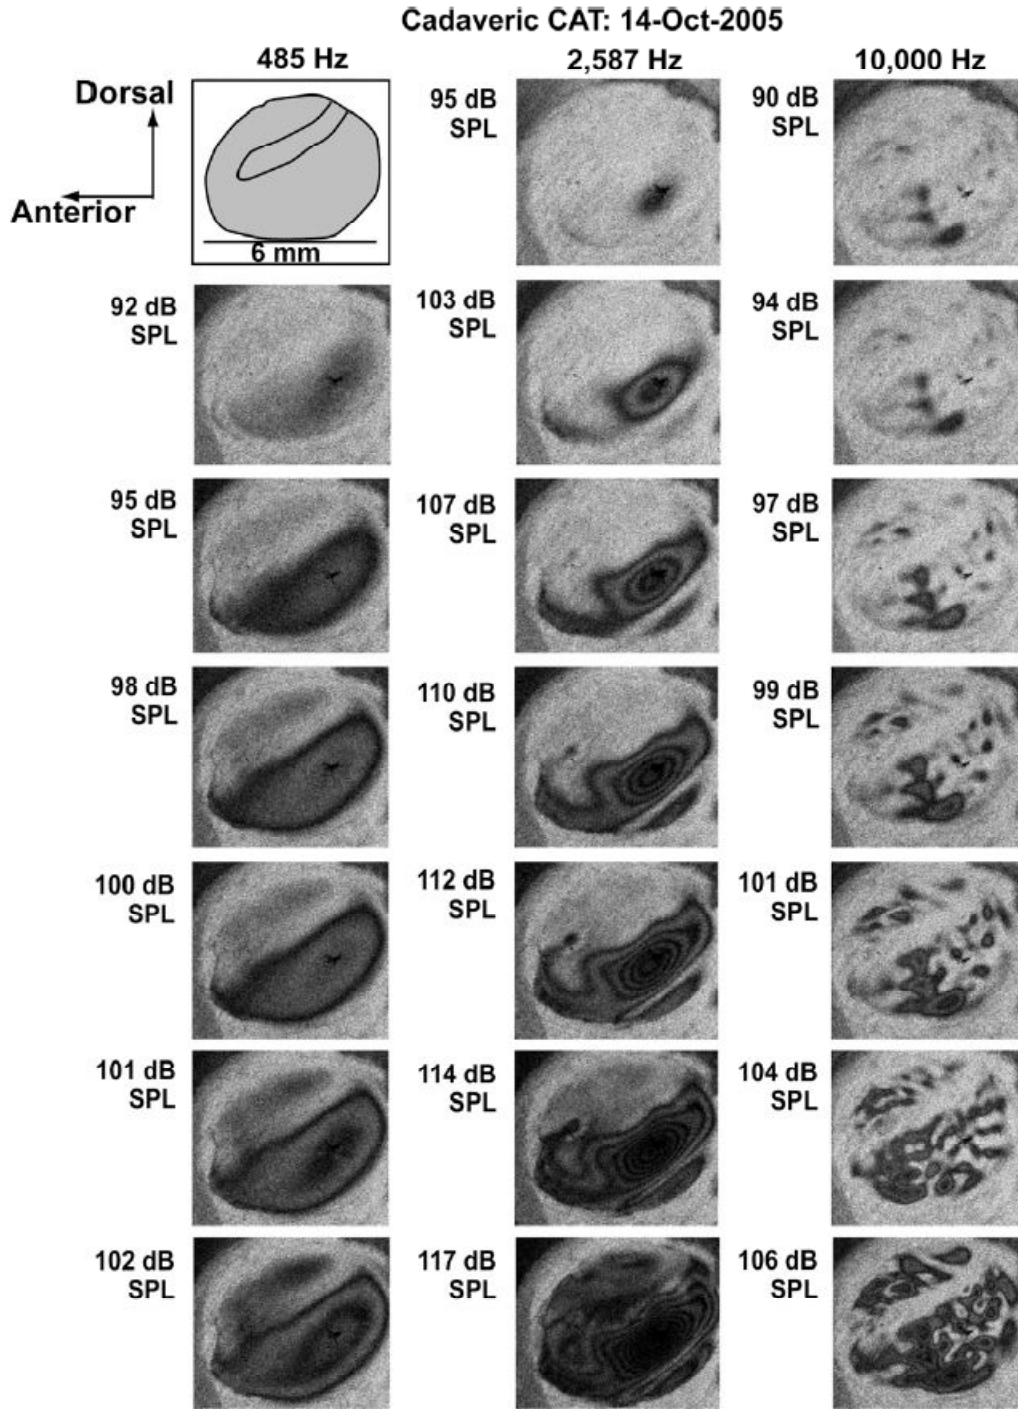 Cadaveric CAT: 14-Oct-2005
485 Hz
2,587 Hz
10,000 Hz
Dorsal
Anterior
6 mm
95 dB
SPL
90 dB
SPL
92 dB
SPL
103 dB
SPL
94 dB
SPL
95 dB
SPL
107 dB
SPL
97 dB
SPL
98 dB
SPL
110 dB
SPL
99 dB
SPL
100 dB
SPL
112 dB
SPL
101 dB
SPL
101 dB
SPL
114 dB
SPL
104 dB
SPL
102 dB
SPL
117 dB
SPL
106 dB
SPL